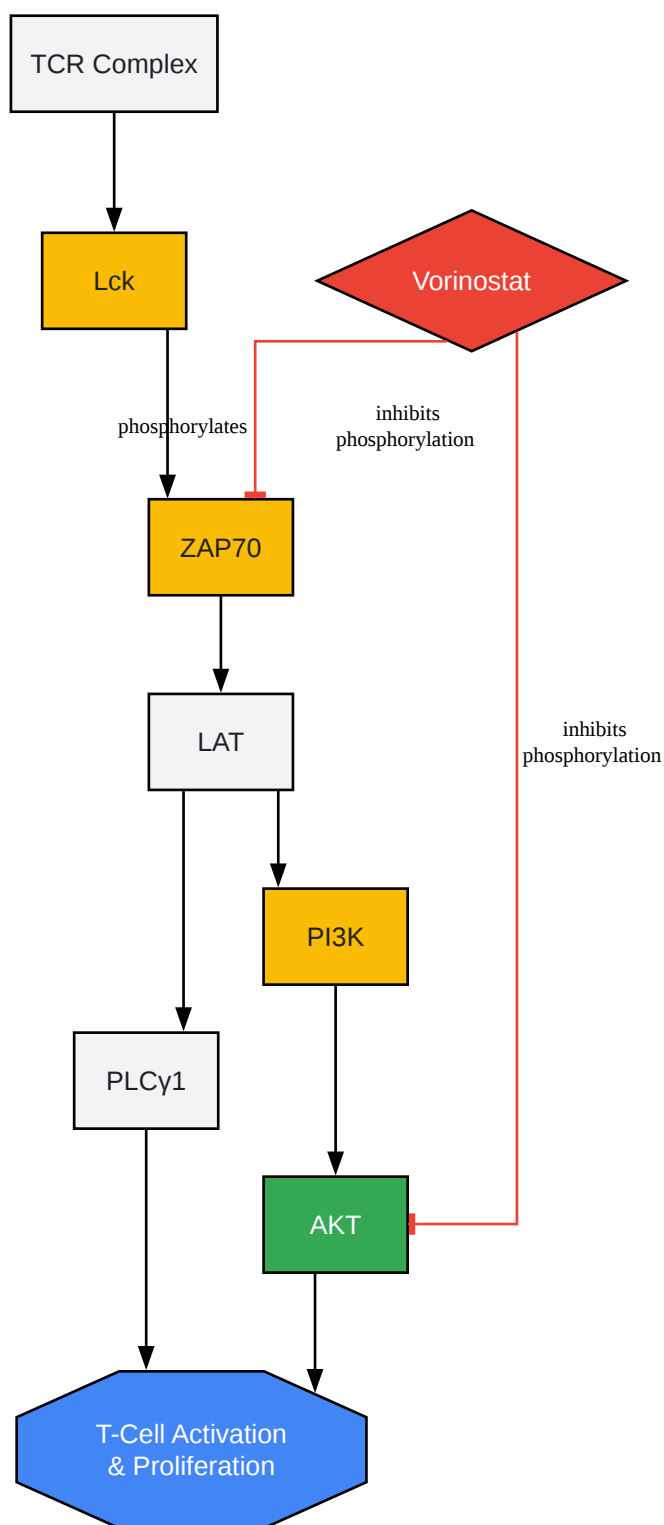 TCR Complex
Lck
Vorinostat
phosphorylates
inhibits
phosphorylation
ZAP70
LAT
inhibits
phosphorylation
PI3K
PLCγ1
AKT
T-Cell Activation
& Proliferation